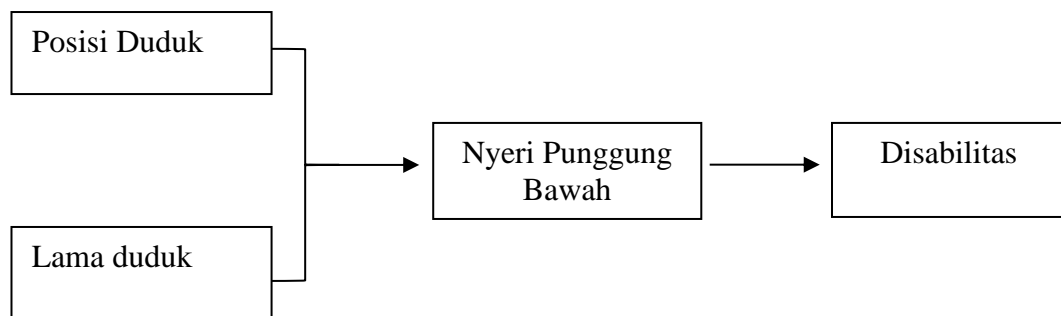 Posisi Duduk
Nyeri Punggung
Bawah
Disabilitas
Lama duduk